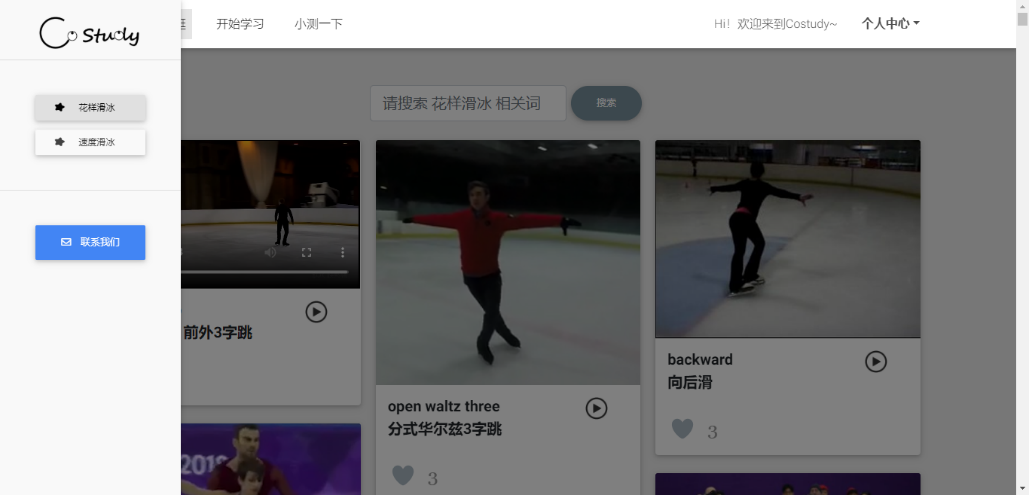 Co Study
开始学习
小测一下
Hi！欢迎来到Costudy~
个人中心
花样滑冰
速度滑冰
联系我们
请搜索 花样滑冰 相关词
搜索
前外3字跳
open waltz three
分式华尔兹3字跳
3
backward
向后滑
3
2018